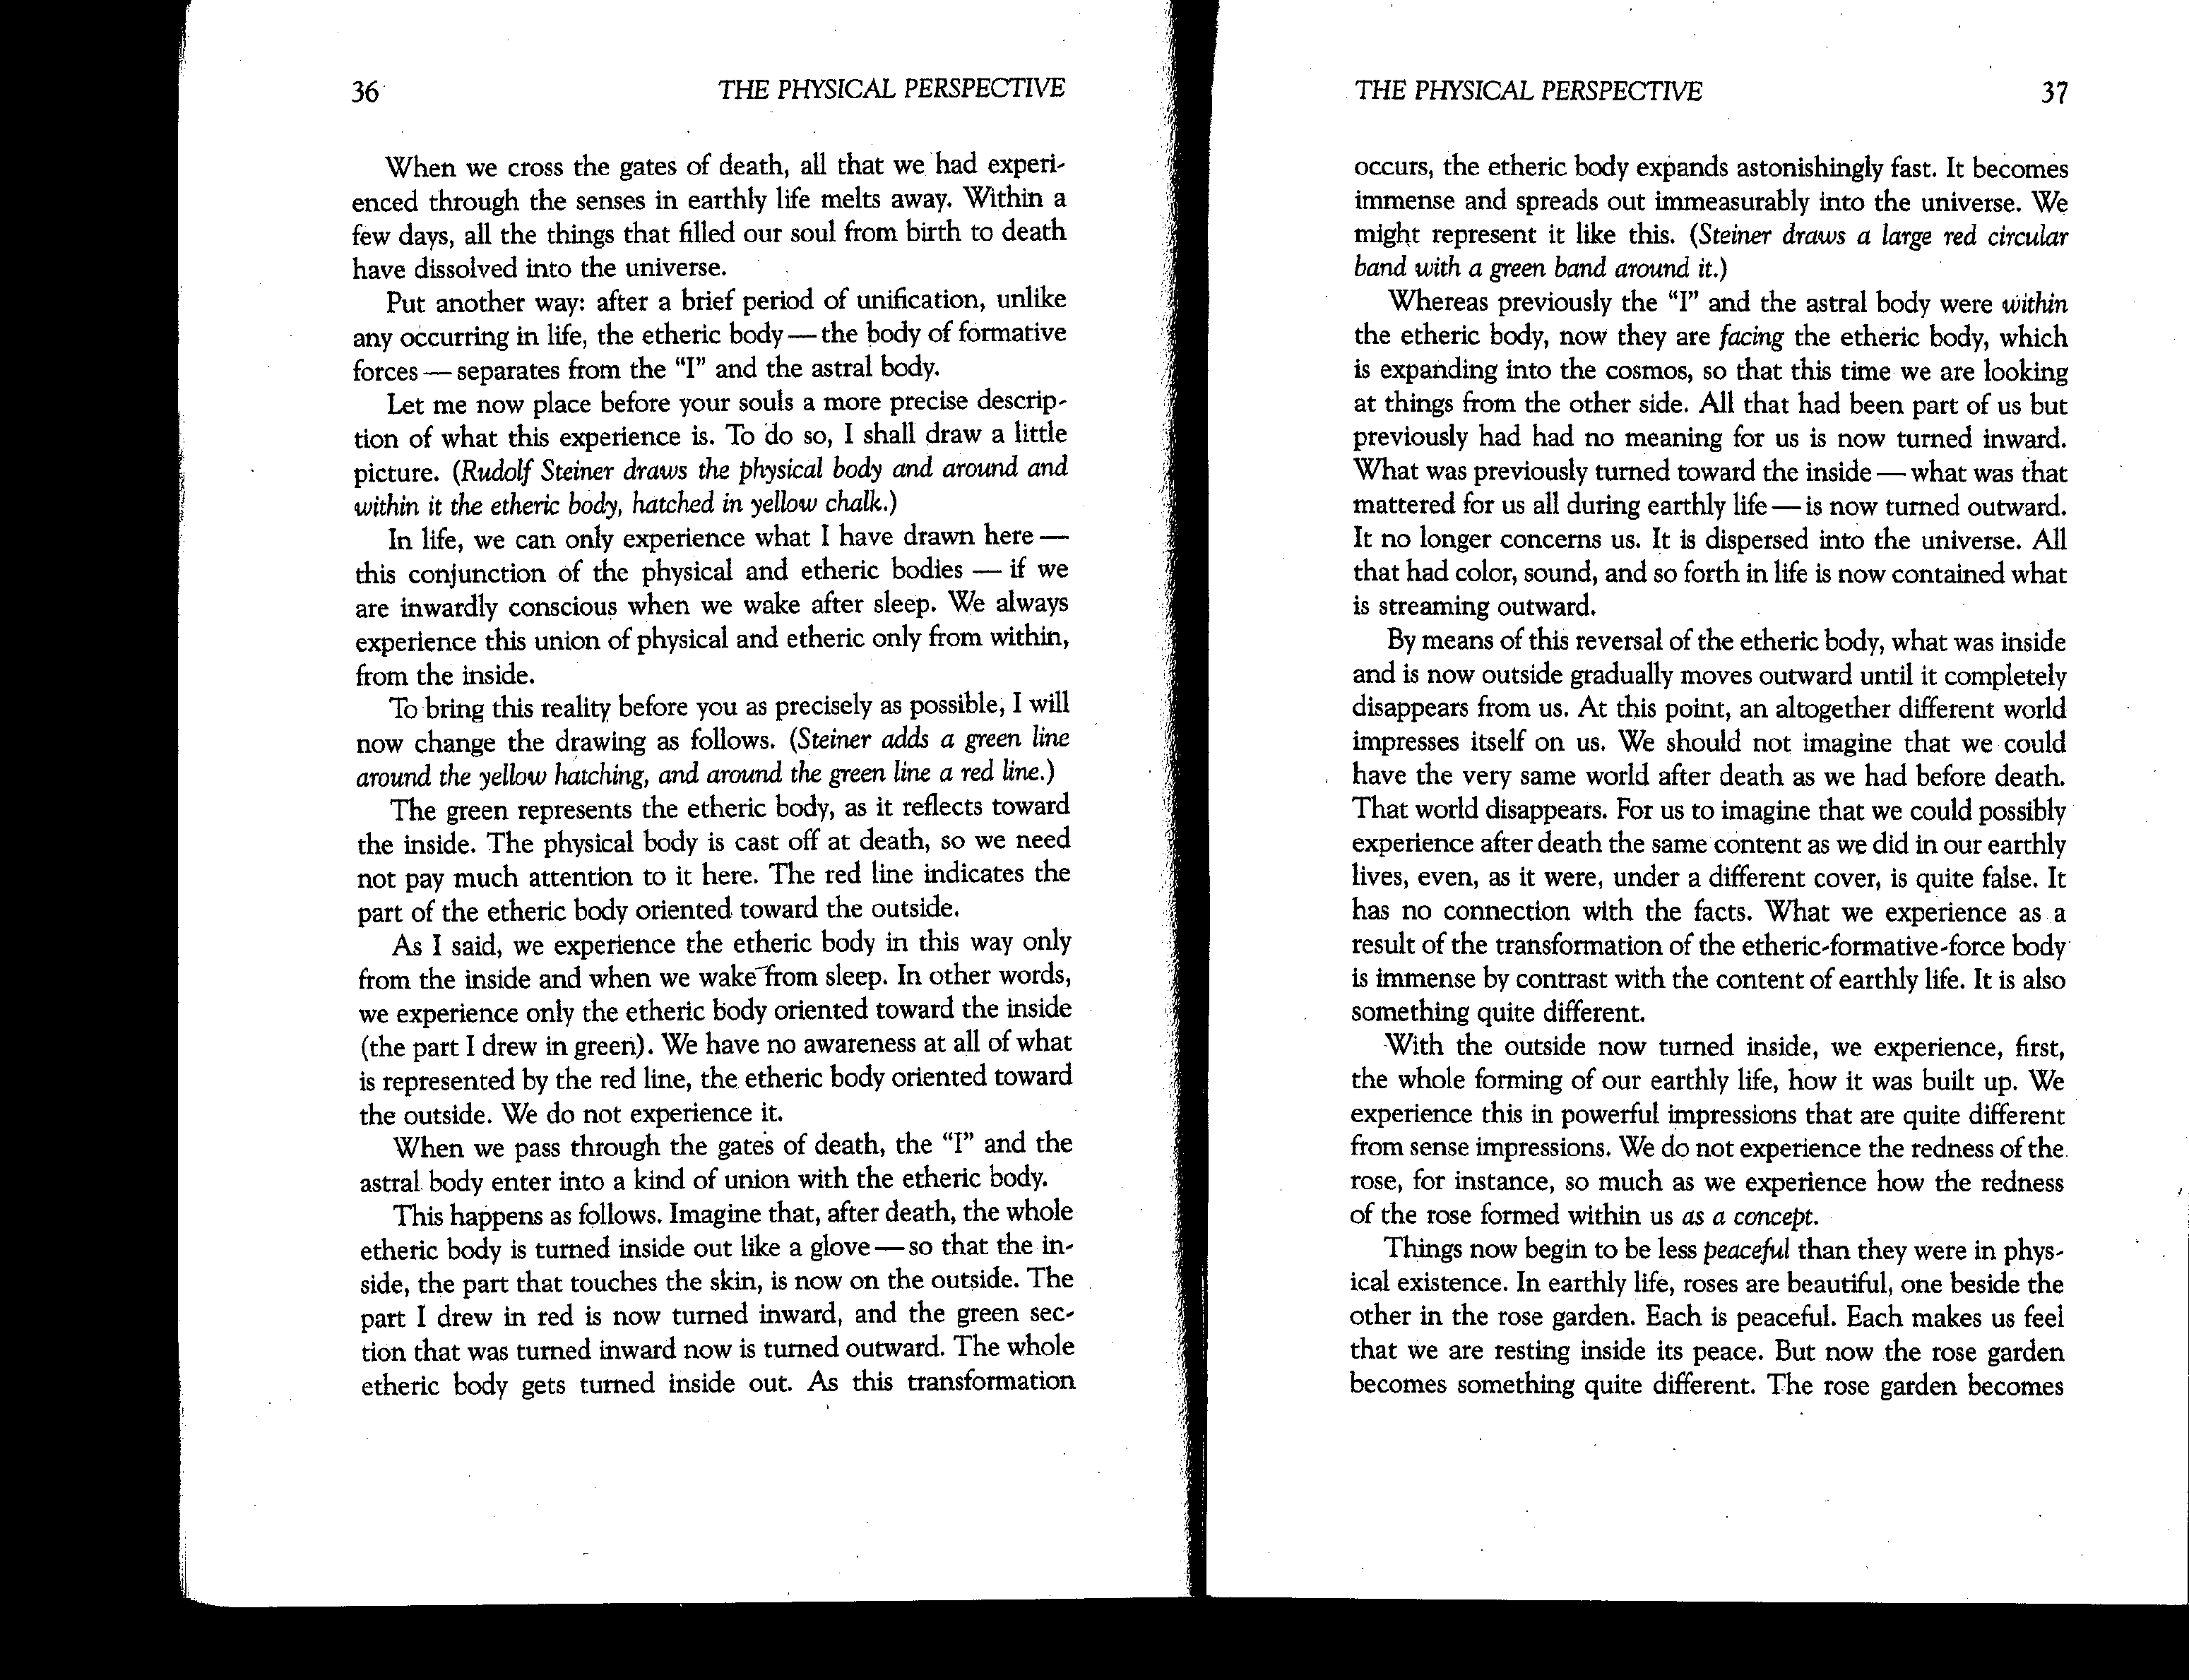 36 THE PHYSICAL PERSPECTIVE
When we cross the gates of death, all that we had experi-
enced through the senses in earthly life melts away. Within a
few days, all the things that filled our soul from birth to death
have dissolved into the universe.
Put another way: after a brief period of unification, unlike
any occurring in life, the etheric body — the body of formative
forces — separates from the “I” and the astral body.
Let me now place before your souls a more precise descrip-
tion of what this experience is. To do so, I shall draw a little
picture. (Rudolf Steiner draws the physical body and around and
within it the etheric body, hatched in yellow chalk.)
In life, we can only experience what I have drawn here —
this conjunction of the physical and etheric bodies — if we
are inwardly conscious when we wake after sleep. We always
experience this union of physical and etheric only from within,
from the inside.
To bring this reality before you as precisely as possible, I will
now change the drawing as follows. (Steiner adds a green line
around the yellow hatching, and around the green line a red line.)
The green represents the etheric body, as it reflects toward
the inside. The physical body is cast off at death, so we need
not pay much attention to it here. The red line indicates the
part of the etheric body oriented toward the outside.
As I said, we experience the etheric body in this way only
from the inside and when we wake from sleep. In other words,
we experience only the etheric body oriented toward the inside
(the part I drew in green). We have no awareness at all of what
is represented by the red line, the etheric body oriented toward
the outside. We do not experience it.
When we pass through the gates of death, the “I” and the
astral body enter into a kind of union with the etheric body.
This happens as follows. Imagine that, after death, the whole
etheric body is turned inside out like a glove — so that the in-
side, the part that touches the skin, is now on the outside. The
part I drew in red is now turned inward, and the green sec-
tion that was turned inward now is turned outward. The whole
etheric body gets turned inside out. As this transformation
THE PHYSICAL PERSPECTIVE 37
occurs, the etheric body expands astonishingly fast. It becomes
immense and spreads out immeasurably into the universe. We
might represent it like this. (Steiner draws a large red circular
band with a green band around it.)
Whereas previously the “I” and the astral body were within
the etheric body, now they are facing the etheric body, which
is expanding into the cosmos, so that this time we are looking
at things from the other side. All that had been part of us but
previously had had no meaning for us is now turned inward.
What was previously turned toward the inside — what was that
mattered for us all during earthly life — is now turned outward.
It no longer concerns us. It is dispersed into the universe. All
that had color, sound, and so forth in life is now contained what
is streaming outward.
By means of this reversal of the etheric body, what was inside
and is now outside gradually moves outward until it completely
disappears from us. At this point, an altogether different world
impresses itself on us. We should not imagine that we could
have the very same world after death as we had before death.
That world disappears. For us to imagine that we could possibly
experience after death the same content as we did in our earthly
lives, even, as it were, under a different cover, is quite false. It
has no connection with the facts. What we experience as a
result of the transformation of the etheric-formative-force body
is immense by contrast with the content of earthly life. It is also
something quite different.
With the outside now turned inside, we experience, first,
the whole forming of our earthly life, how it was built up. We
experience this in powerful impressions that are quite different
from sense impressions. We do not experience the redness of the
rose, for instance, so much as we experience how the redness
of the rose formed within us as a concept.
Things now begin to be less peaceful than they were in phys-
ical existence. In earthly life, roses are beautiful, one beside the
other in the rose garden. Each is peaceful. Each makes us feel
that we are resting inside its peace. But now the rose garden
becomes something quite different. The rose garden becomes